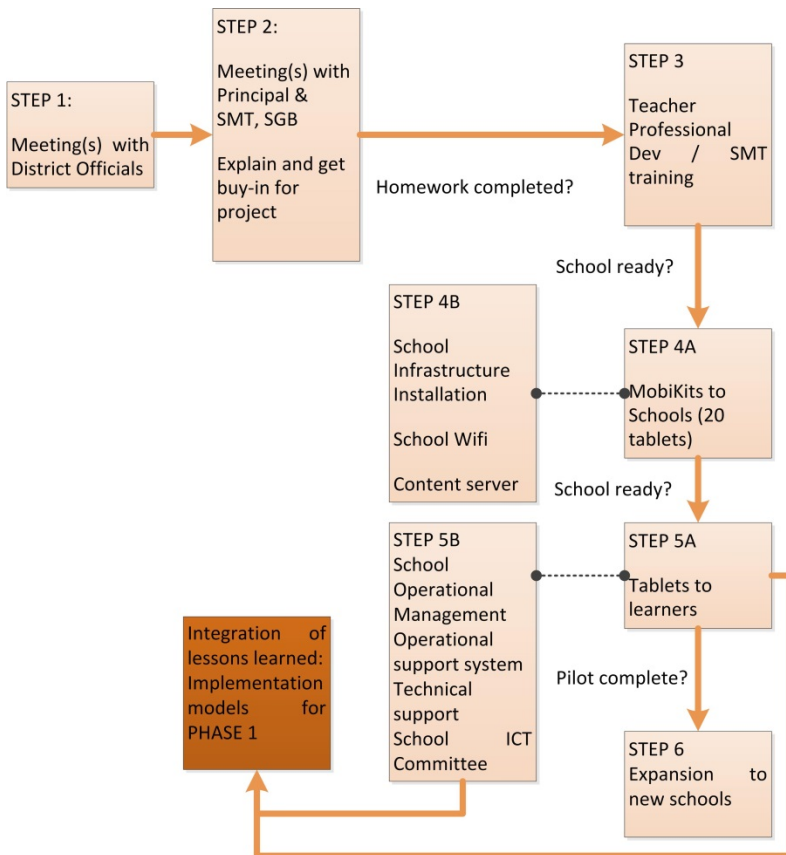 STEP 1:
Meeting(s) with
District Officials
STEP 2:
Meeting(s) with
Principal &
SMT, SGB
Explain and get
buy-in for
project
Homework completed?
STEP 3
Teacher
Professional
Dev / SMT
training
School ready?
STEP 4B
School
Infrastructure
Installation
School Wifi
Content server
STEP 4A
MobiKits to
Schools (20
tablets)
School ready?
STEP 5B
School
Operational
Management
Operational
support system
Technical
support
School ICT
Committee
STEP 5A
Tablets to
learners
Integration of
lessons learned:
Implementation
models for
PHASE 1
Pilot complete?
STEP 6
Expansion to
new schools